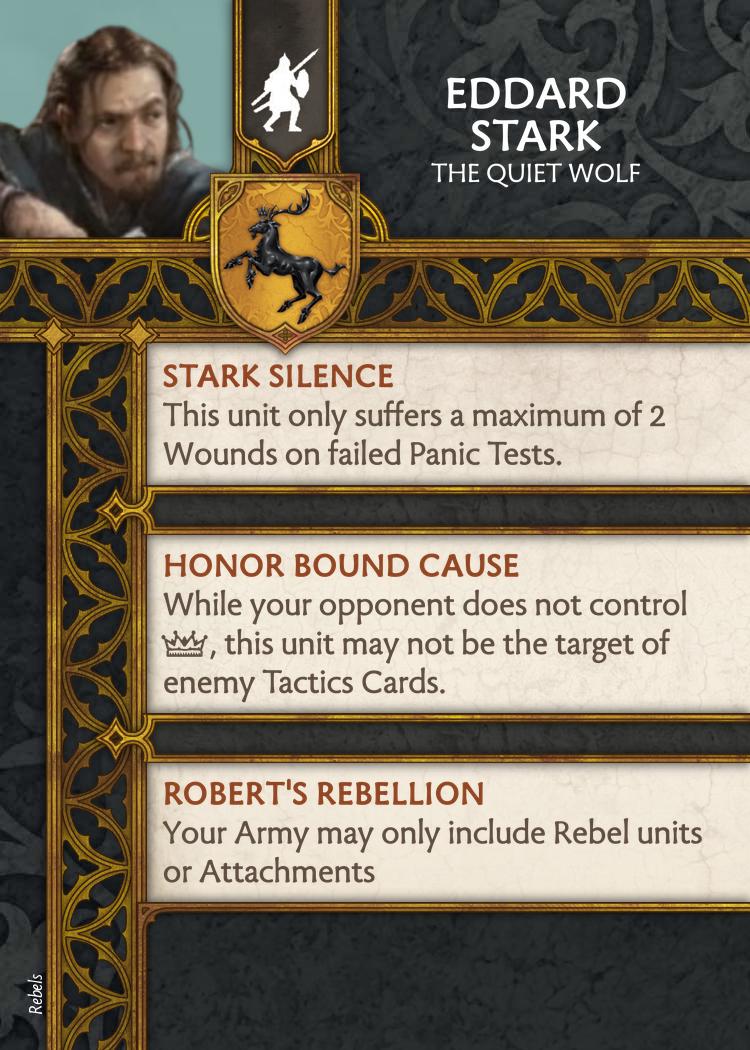 EDDARD
STARK
THE QUIET WOLF
STARK SILENCE
This unit only suffers a maximum of 2
Wounds on failed Panic Tests.
HONOR BOUND CAUSE
While your opponent does not control
, this unit may not be the target of
enemy Tactics Cards.
ROBERT'S REBELLION
Your Army may only include Rebel units
or Attachments
Rebels